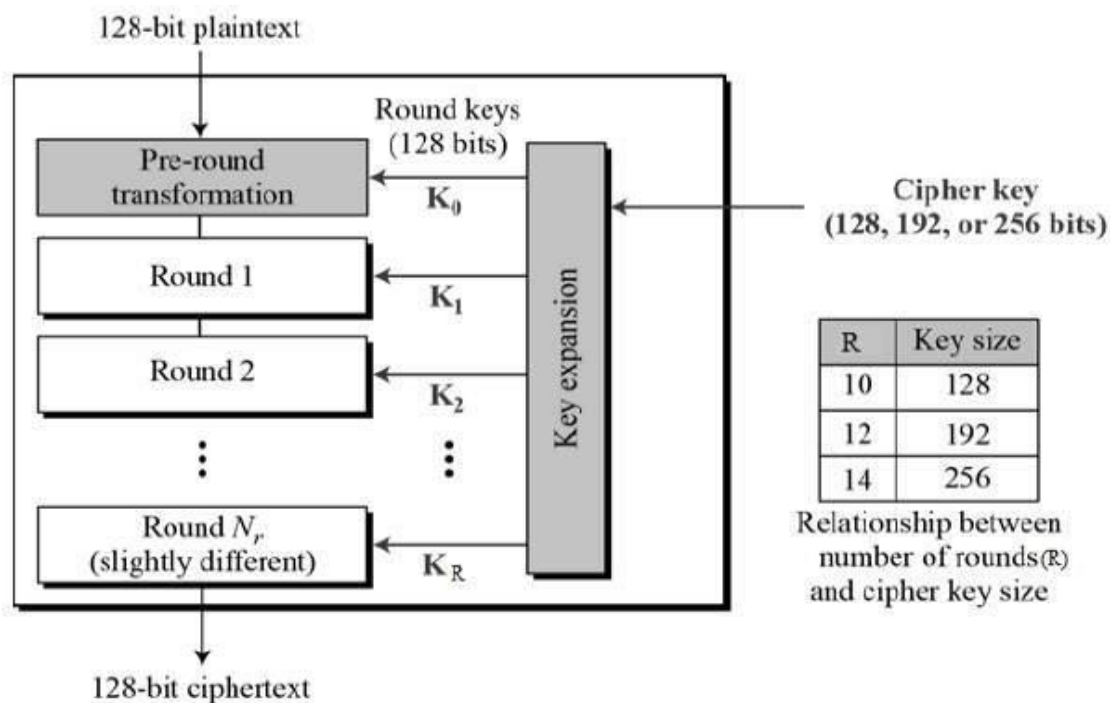 128-bit plaintext
Round keys
(128 bits)
Pre-round
transformation
K₀
Cipher key
(128, 192, or 256 bits)
Round 1
K₁
Key expansion
Round 2
K₂
R Key size
10 128
12 192
14 256
Round Nᵣ
(slightly different)
K R
Relationship between
number of rounds(R)
and cipher key size
128-bit ciphertext